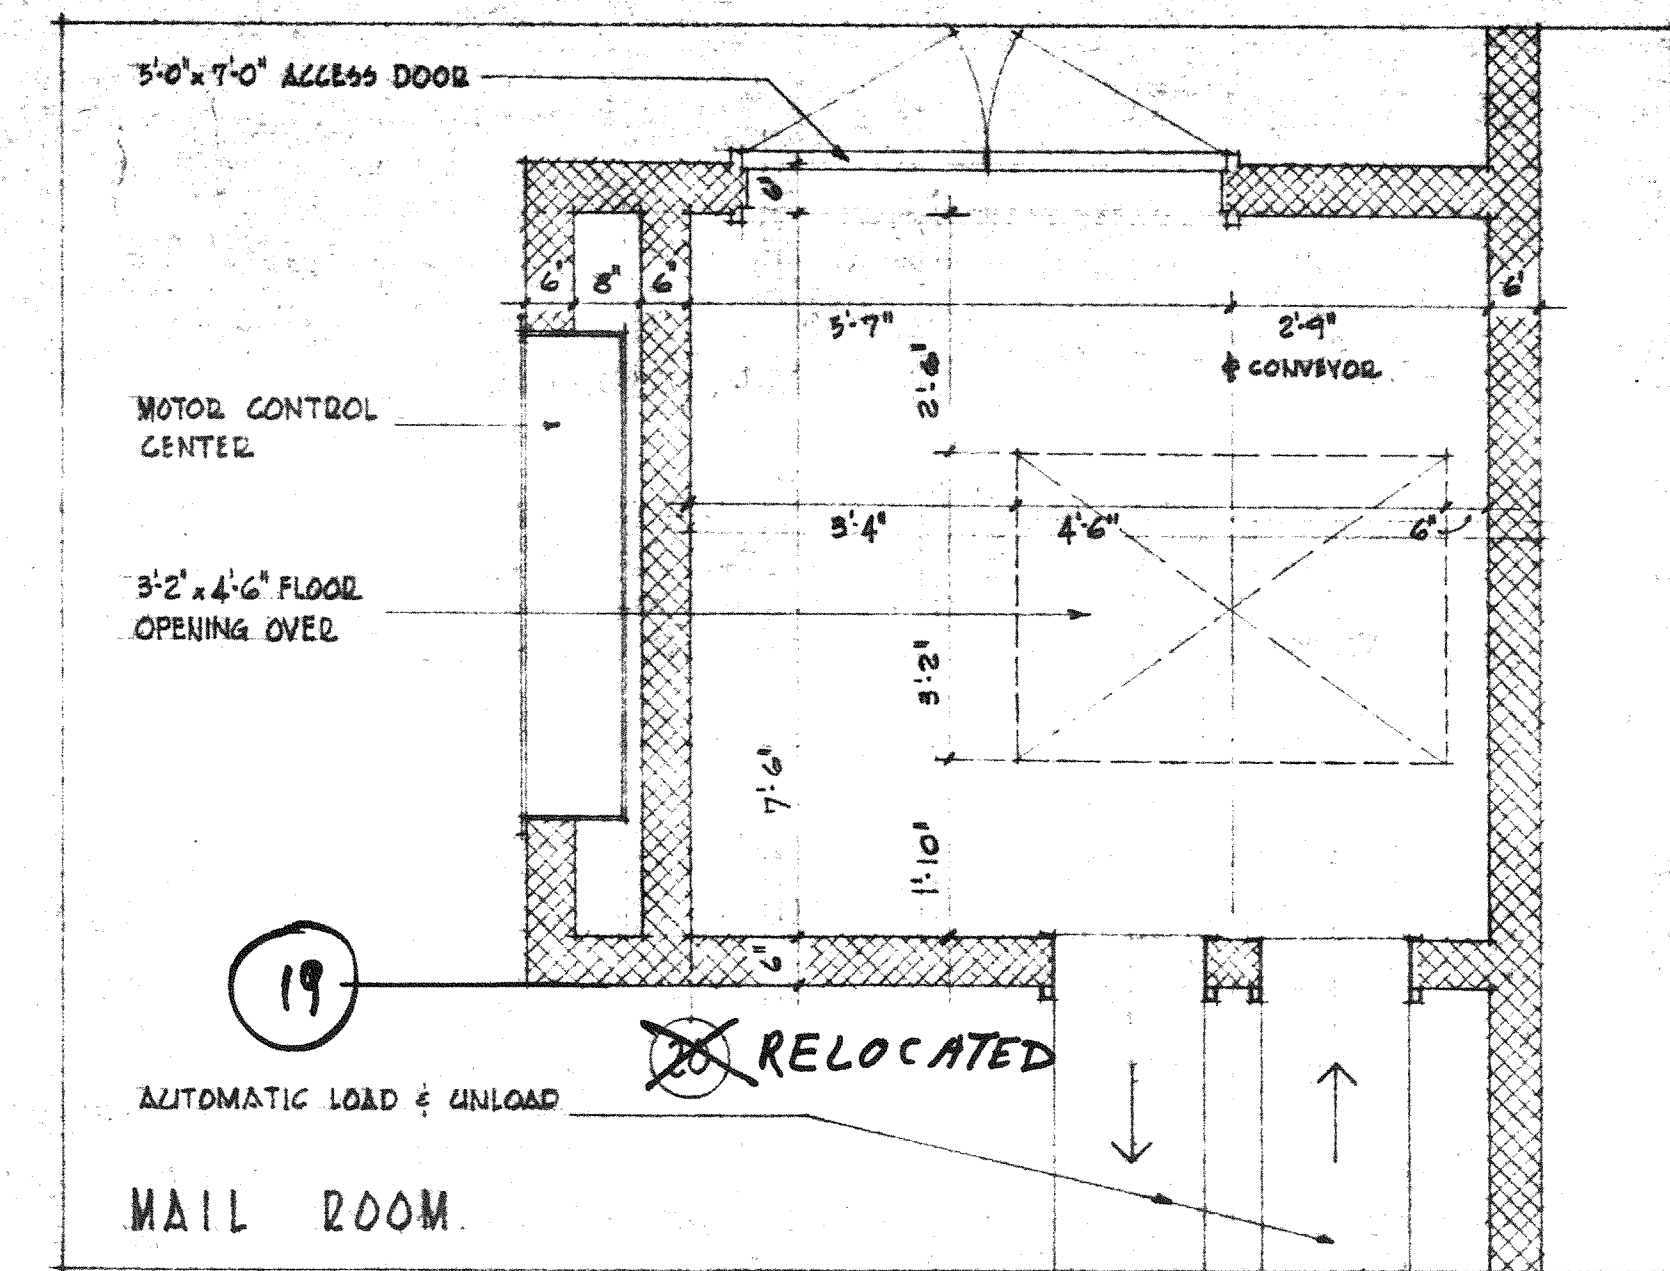 5'-0" x 7'-0" ACCESS DOOR
6"
6' 8" 6" 5'-7" 2'-9" 6'
2'-6"
℄ CONVEYOR
MOTOR CONTROL
CENTER
3'-4" 4'-6" 6"
3'-2" x 4'-6" FLOOR
OPENING OVER
3'-2"
7'-6"
1'-10"
6"
19
20 RELOCATED
AUTOMATIC LOAD & UNLOAD
MAIL ROOM